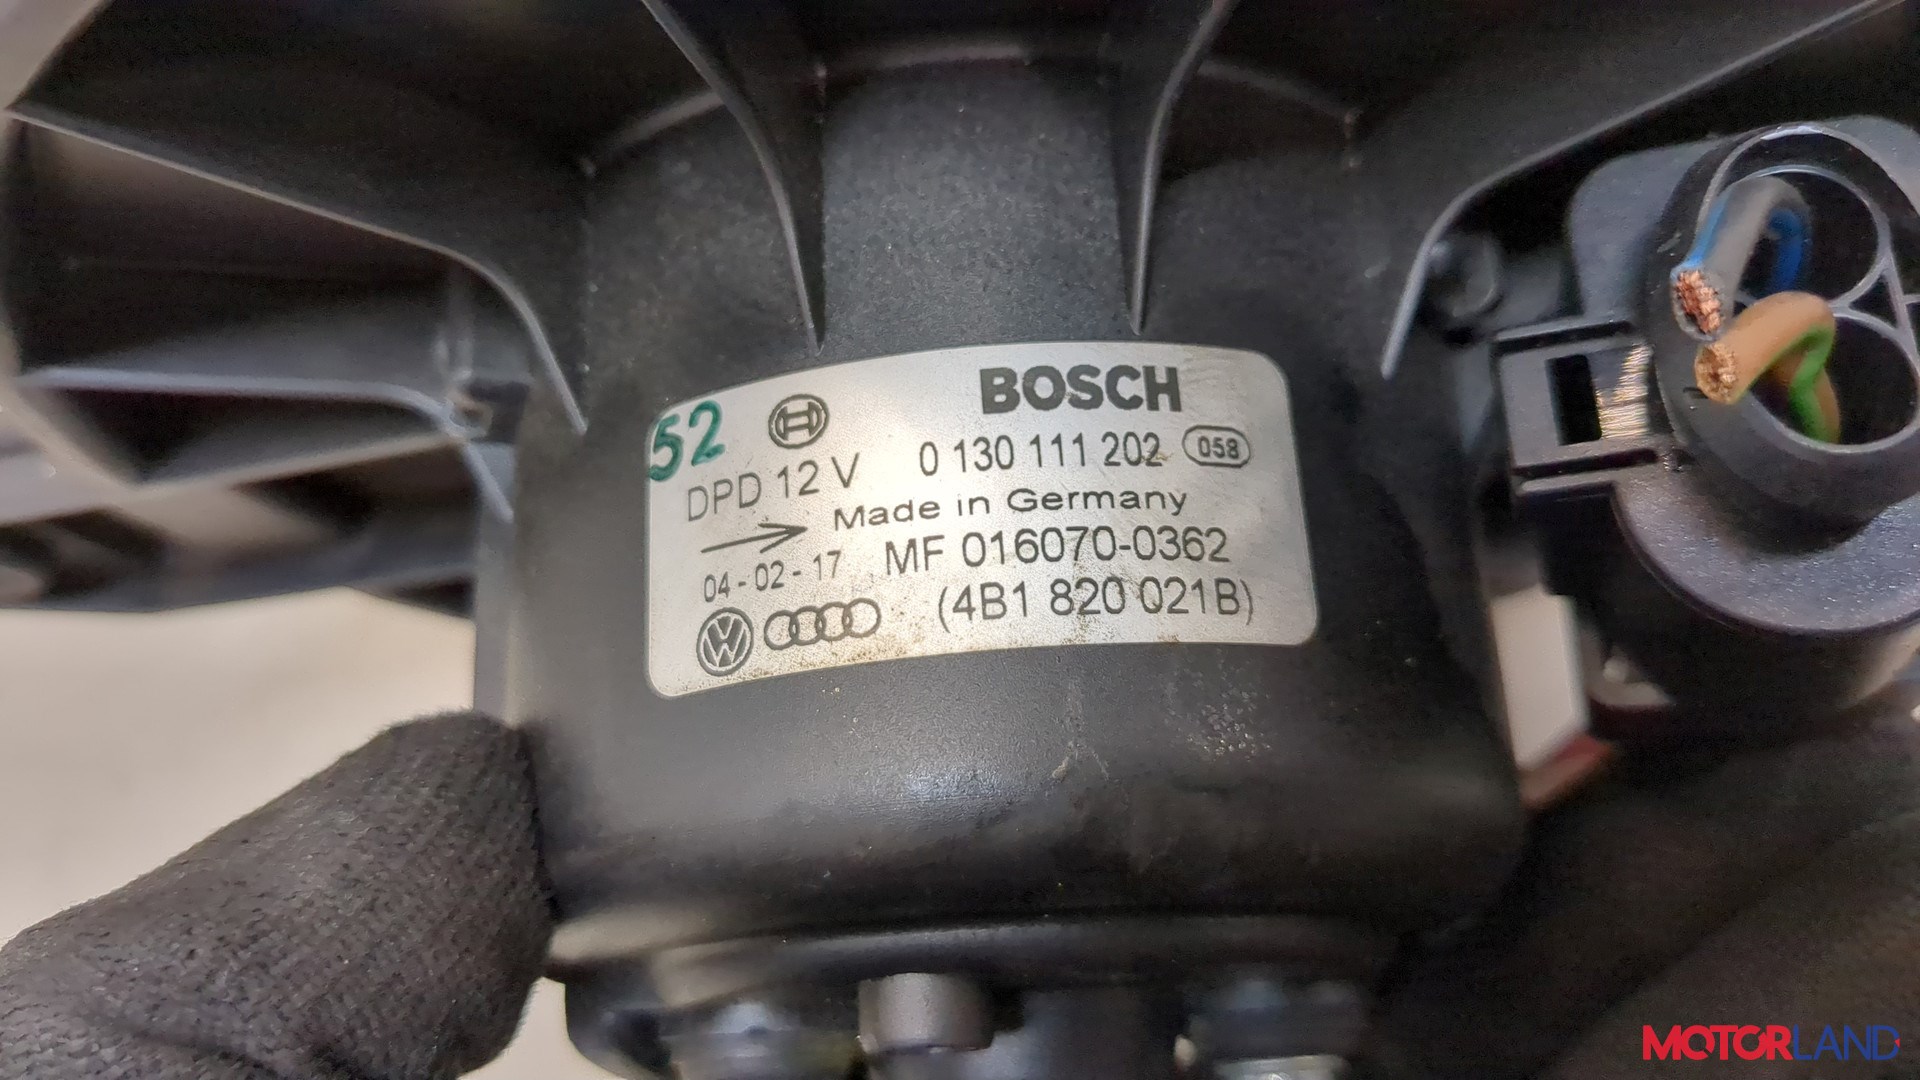 BOSCH
52
DPD 12 V 0 130 111 202 058
Made in Germany
04-02-17 MF 016070-0362
(4B1 820 021B)
MOTORLAND